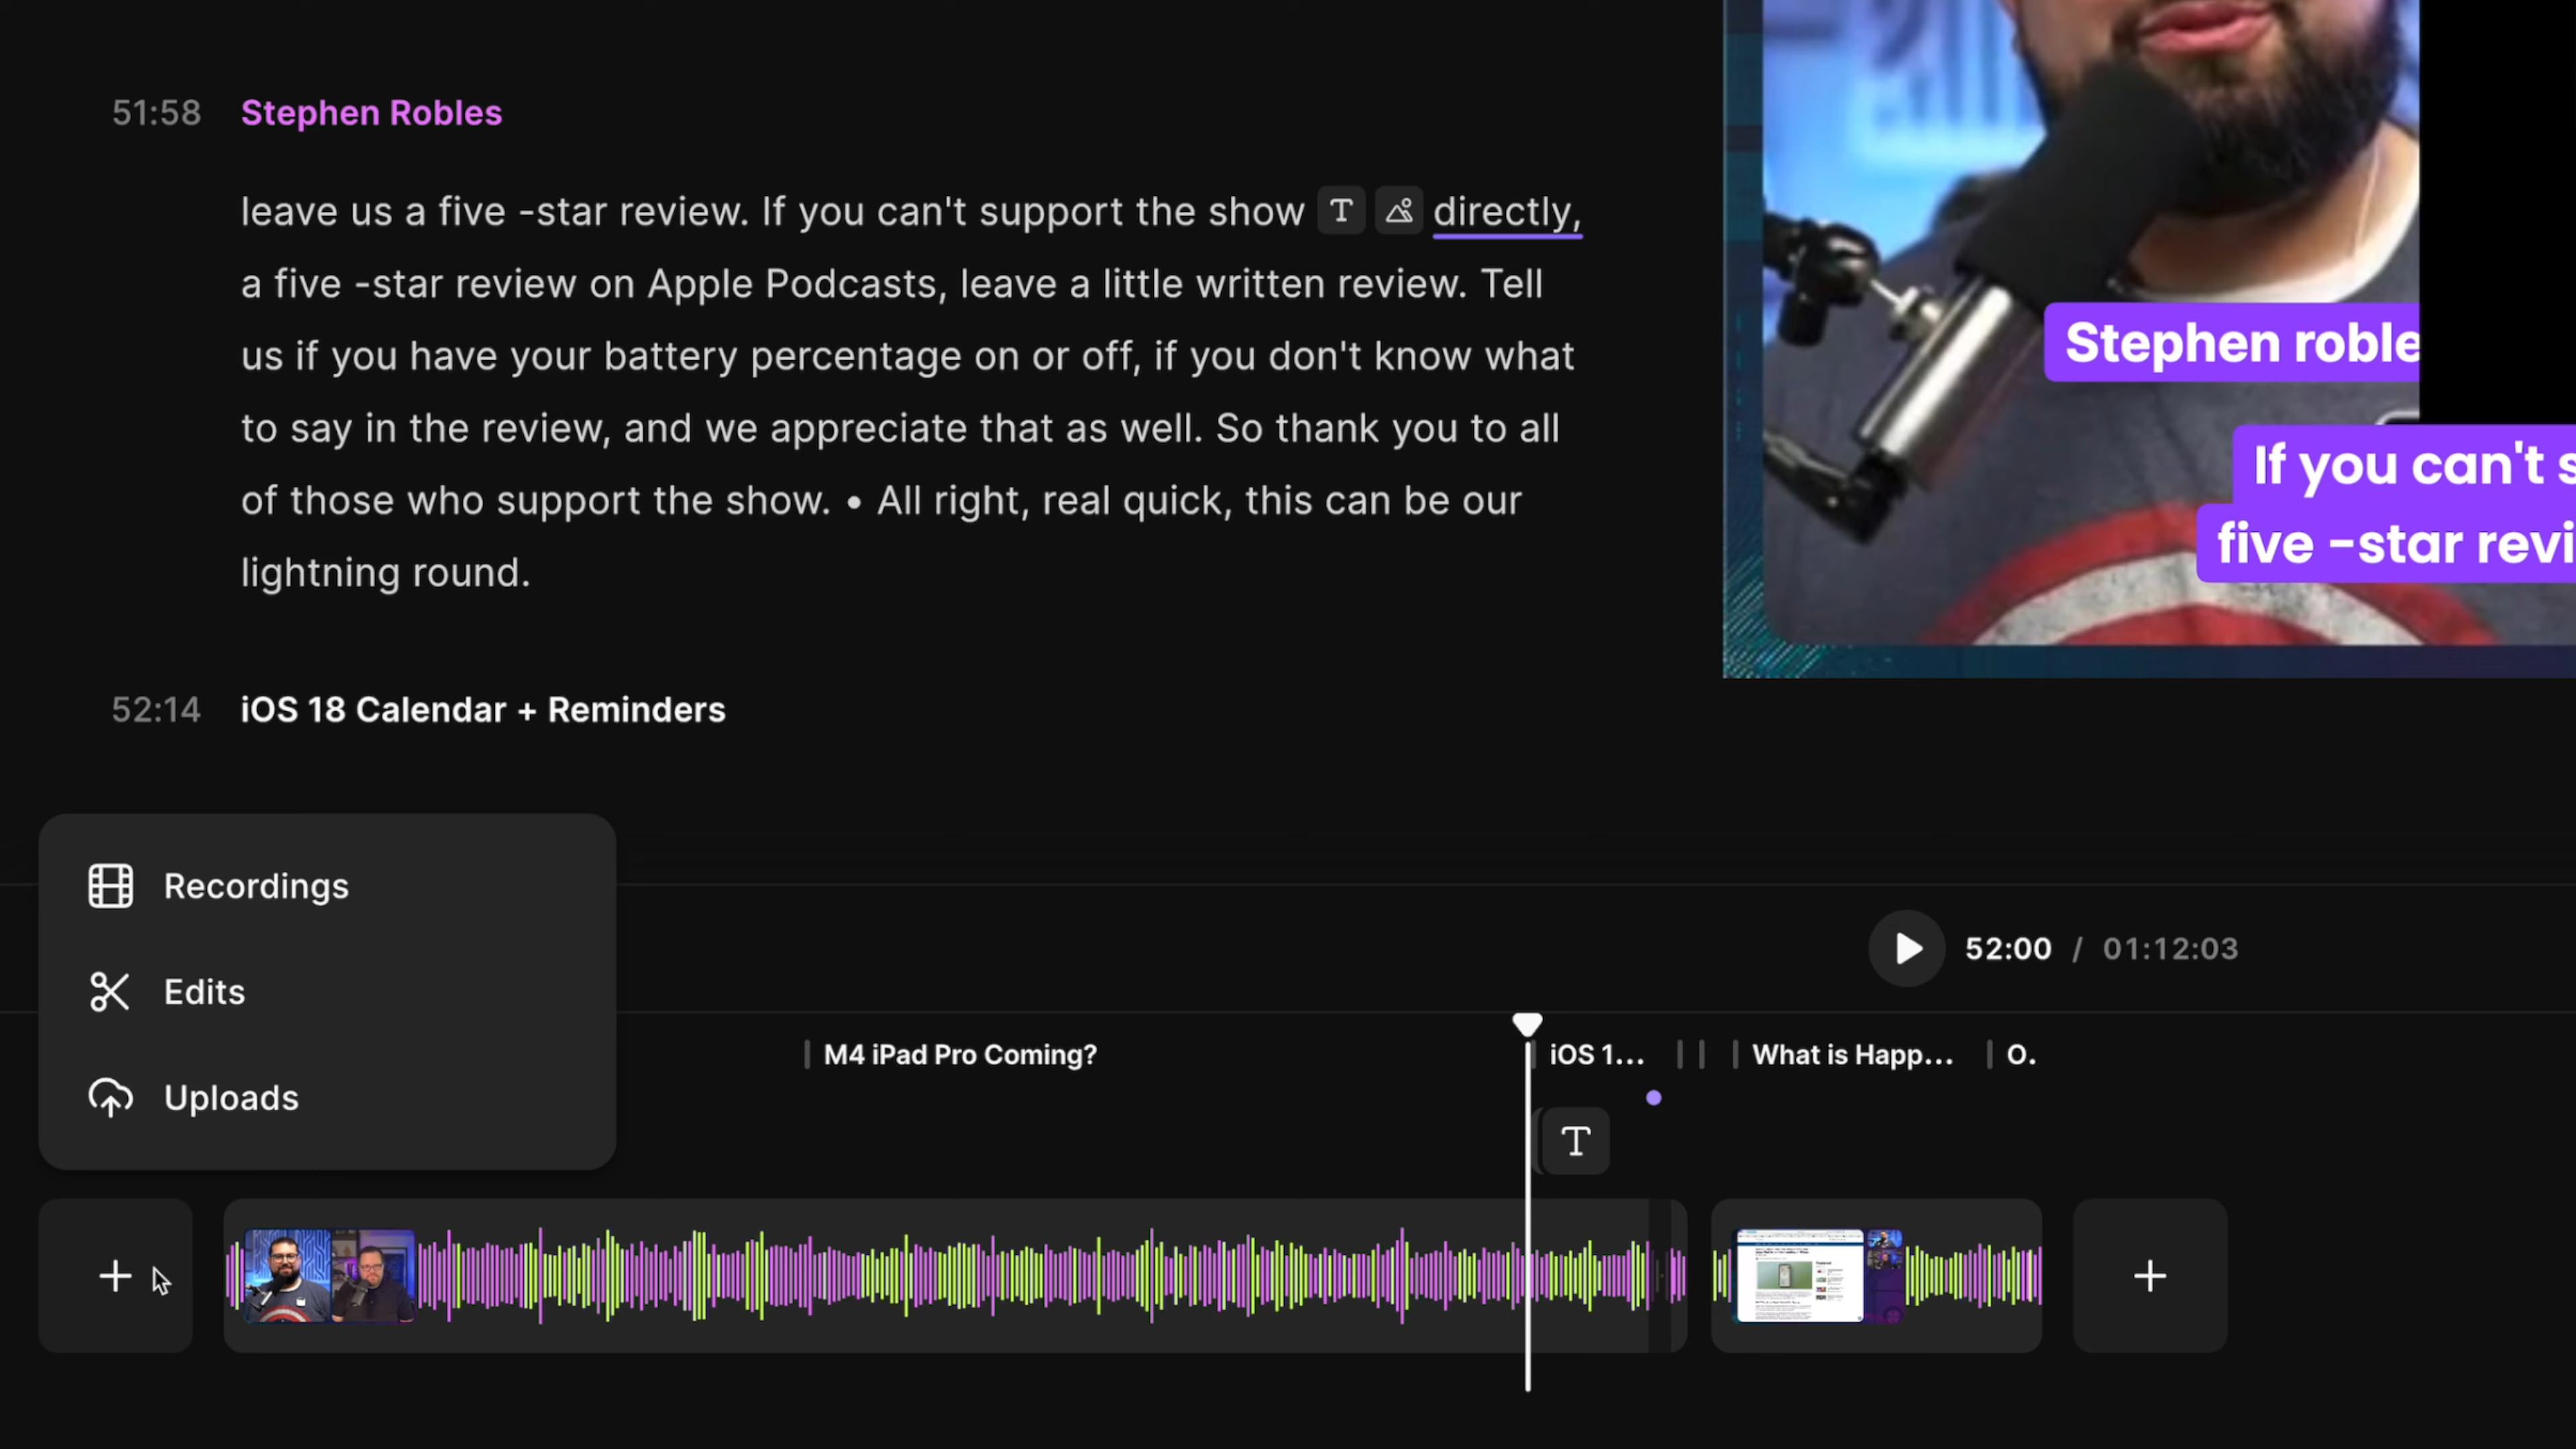 51:58 Stephen Robles
leave us a five -star review. If you can't support the show T directly,
a five -star review on Apple Podcasts, leave a little written review. Tell
us if you have your battery percentage on or off, if you don't know what
to say in the review, and we appreciate that as well. So thank you to all
of those who support the show. • All right, real quick, this can be our
lightning round.
Stephen roble
If you can't s
five -star revi
52:14 iOS 18 Calendar + Reminders
Recordings
Edits
Uploads
52:00 / 01:12:03
M4 iPad Pro Coming?
iOS 1...
What is Happ...
O.
T